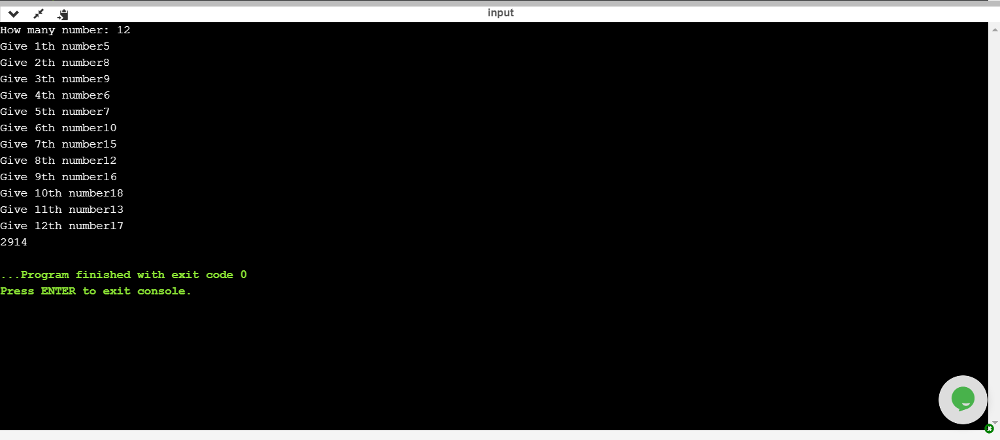 input
How many number: 12
Give 1th number5
Give 2th number8
Give 3th number9
Give 4th number6
Give 5th number7
Give 6th number10
Give 7th number15
Give 8th number12
Give 9th number16
Give 10th number18
Give 11th number13
Give 12th number17
2914
...Program finished with exit code 0
Press ENTER to exit console.